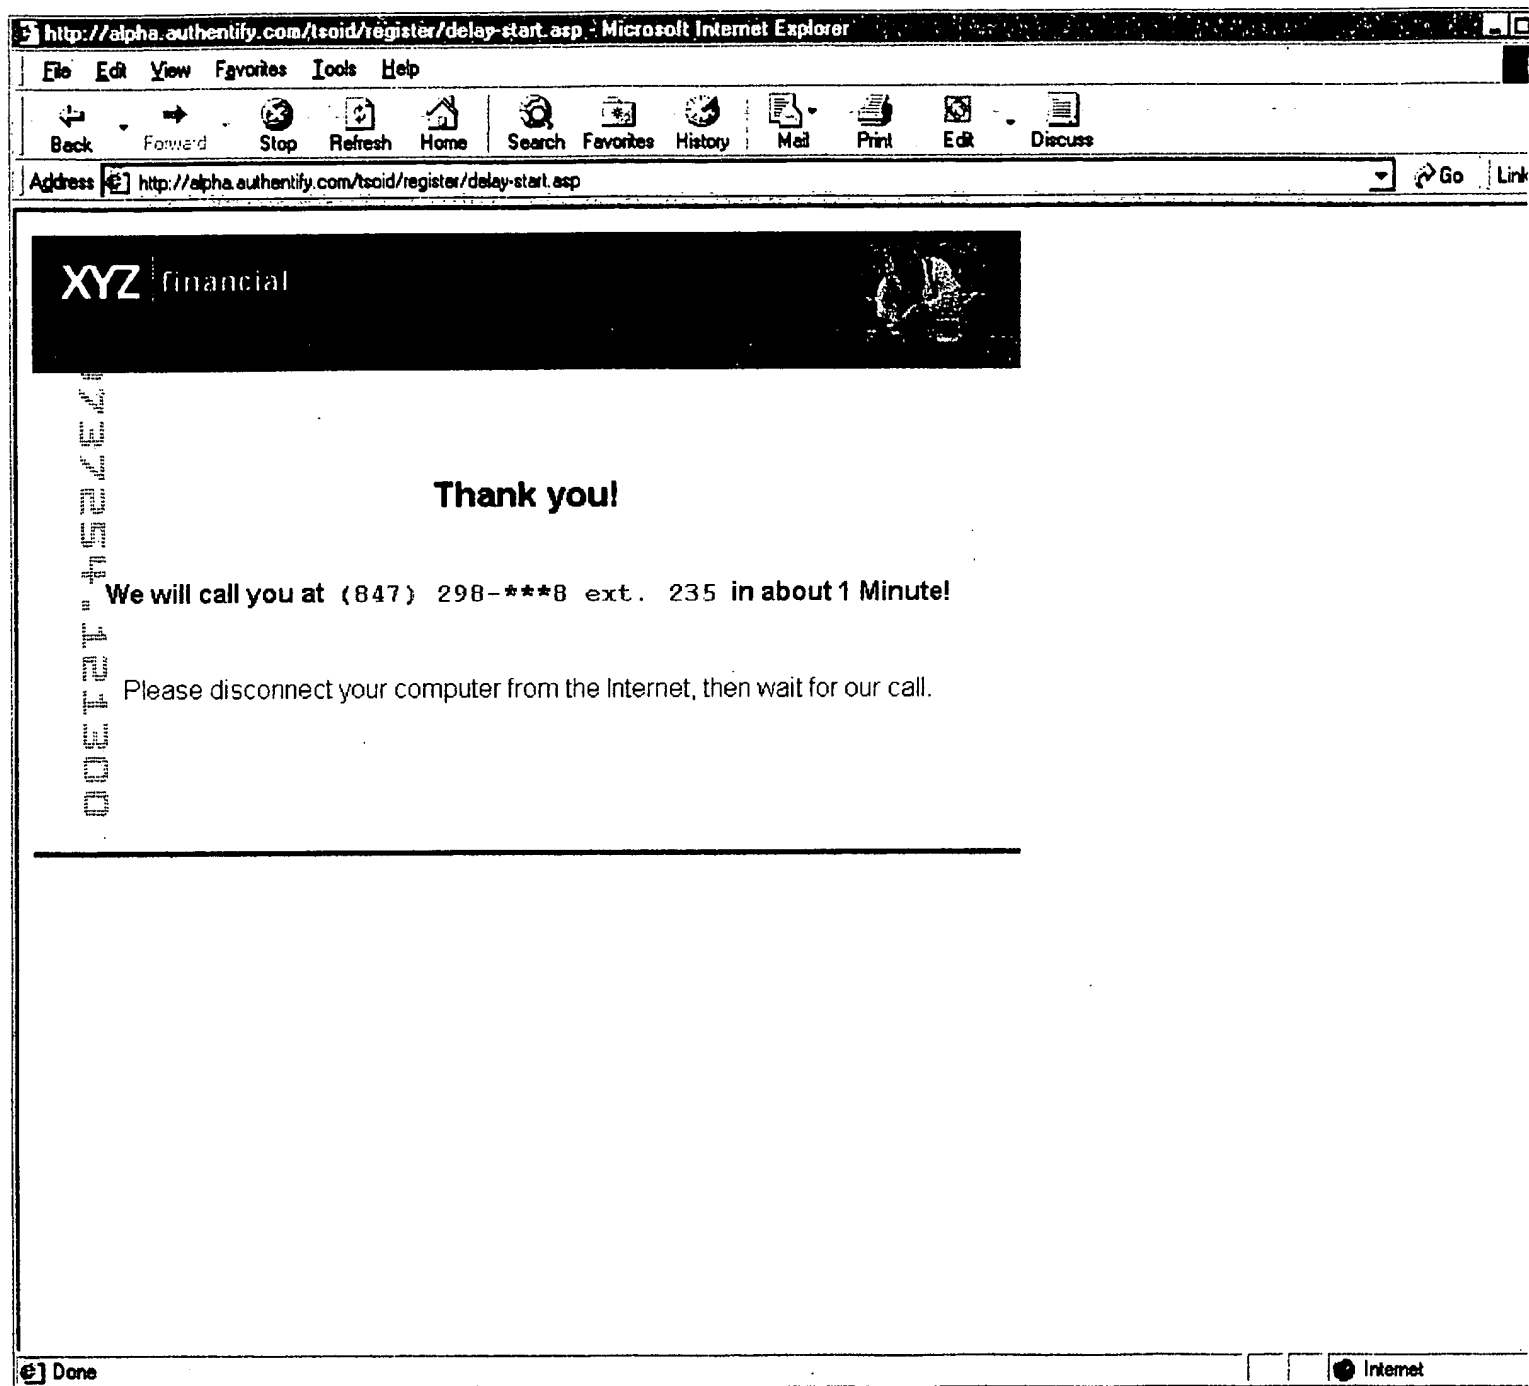 http://alpha.authentify.com/tsoid/register/delay-start.asp - Microsoft Internet Explorer
File Edit View Favorites Tools Help
Back Forward Stop Refresh Home Search Favorites History Mail Print Edit Discuss
Address http://alpha.authentify.com/tsoid/register/delay-start.asp Go Link
XYZ financial
737254.121300
Thank you!
We will call you at (847) 298-***8 ext. 235 in about 1 Minute!
Please disconnect your computer from the Internet, then wait for our call.
Done Internet